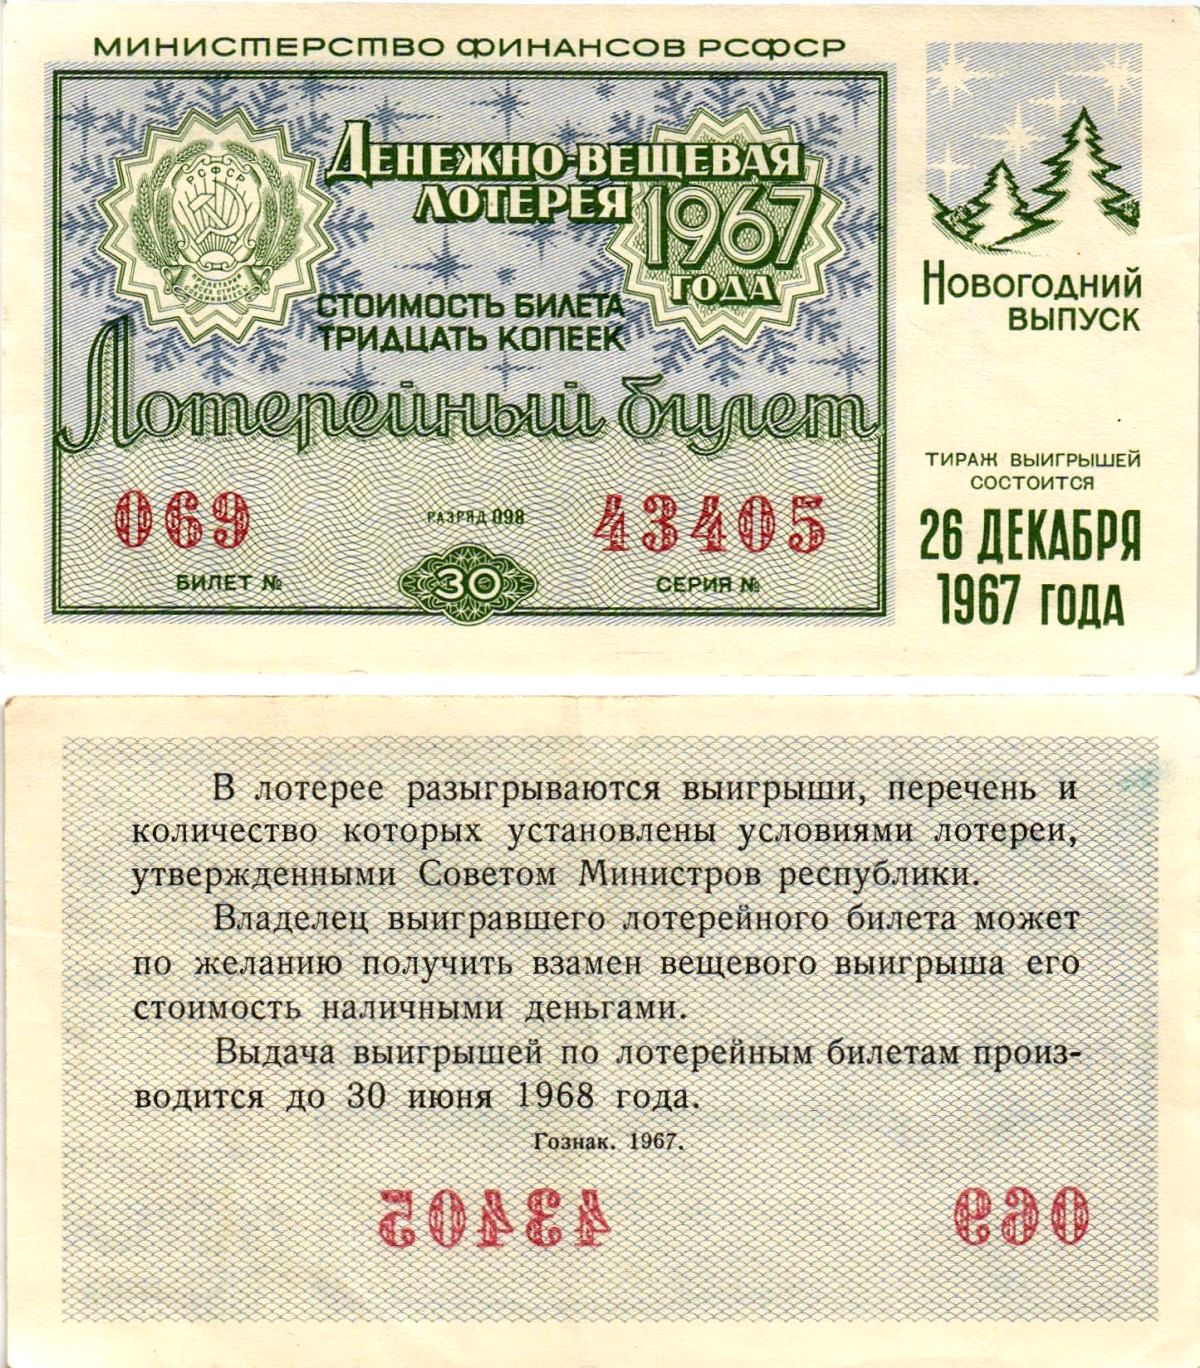 МИНИСТЕРСТВО ФИНАНСОВ РСФСР
РСФСР
ДЕНЕЖНО-ВЕЩЕВАЯ
ЛОТЕРЕЯ 1967
ГОДА
СТОИМОСТЬ БИЛЕТА
ТРИДЦАТЬ КОПЕЕК
Лотерейный билет
069
РАЗРЯД 098
43405
БИЛЕТ №
30
СЕРИЯ №
НОВОГОДНИЙ
ВЫПУСК
ТИРАЖ ВЫИГРЫШЕЙ
СОСТОИТСЯ
26 ДЕКАБРЯ
1967 ГОДА
В лотерее разыгрываются выигрыши, перечень и
количество которых установлены условиями лотереи,
утвержденными Советом Министров республики.
Владелец выигравшего лотерейного билета может
по желанию получить взамен вещевого выигрыша его
стоимость наличными деньгами.
Выдача выигрышей по лотерейным билетам произ-
водится до 30 июня 1968 года.
Гознак. 1967.
43405 069